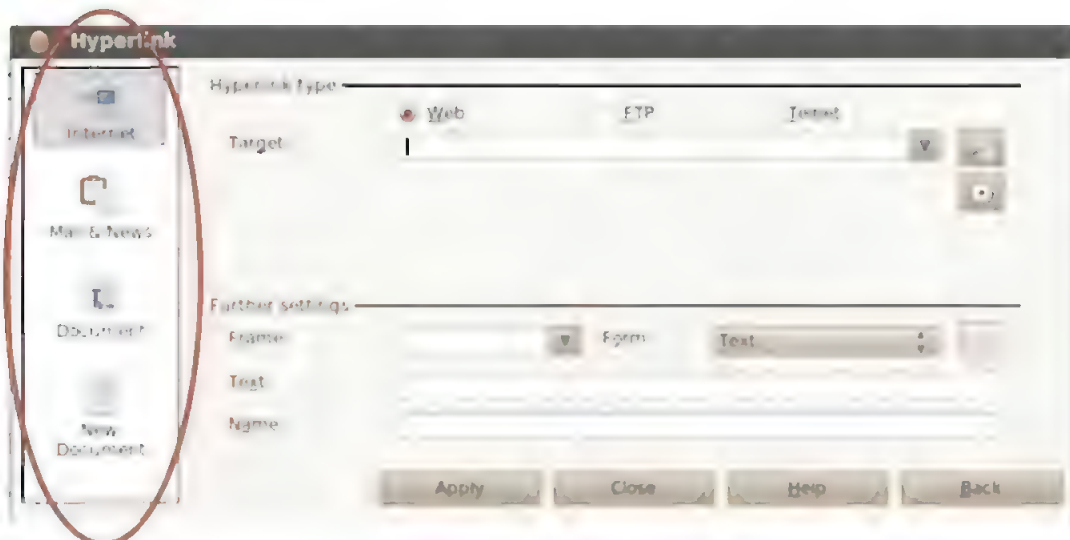 Hyperlink
Internet
Mail & News
Document
New
Document
Hyperlink type
Web FTP Telnet
Target
Further settings
Frame Form Text
Text
Name
Apply Close Help Back